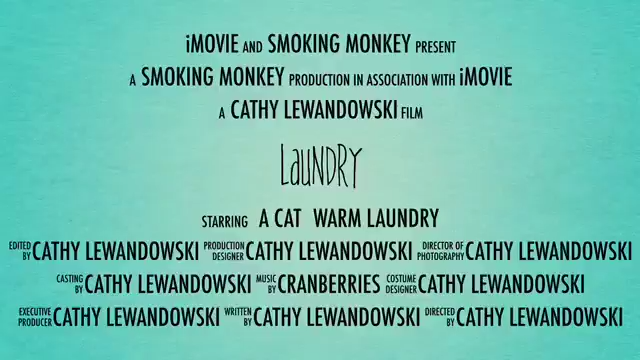 iMOVIE AND SMOKING MONKEY PRESENT
A SMOKING MONKEY PRODUCTION IN ASSOCIATION WITH iMOVIE
A CATHY LEWANDOWSKI FILM
LauNDRY
STARRING A CAT WARM LAUNDRY
EDITED BY CATHY LEWANDOWSKI PRODUCTION DESIGNER CATHY LEWANDOWSKI DIRECTOR OF PHOTOGRAPHY CATHY LEWANDOWSKI
CASTING BY CATHY LEWANDOWSKI MUSIC BY CRANBERRIES COSTUME DESIGNER CATHY LEWANDOWSKI
EXECUTIVE PRODUCER CATHY LEWANDOWSKI WRITTEN BY CATHY LEWANDOWSKI DIRECTED BY CATHY LEWANDOWSKI